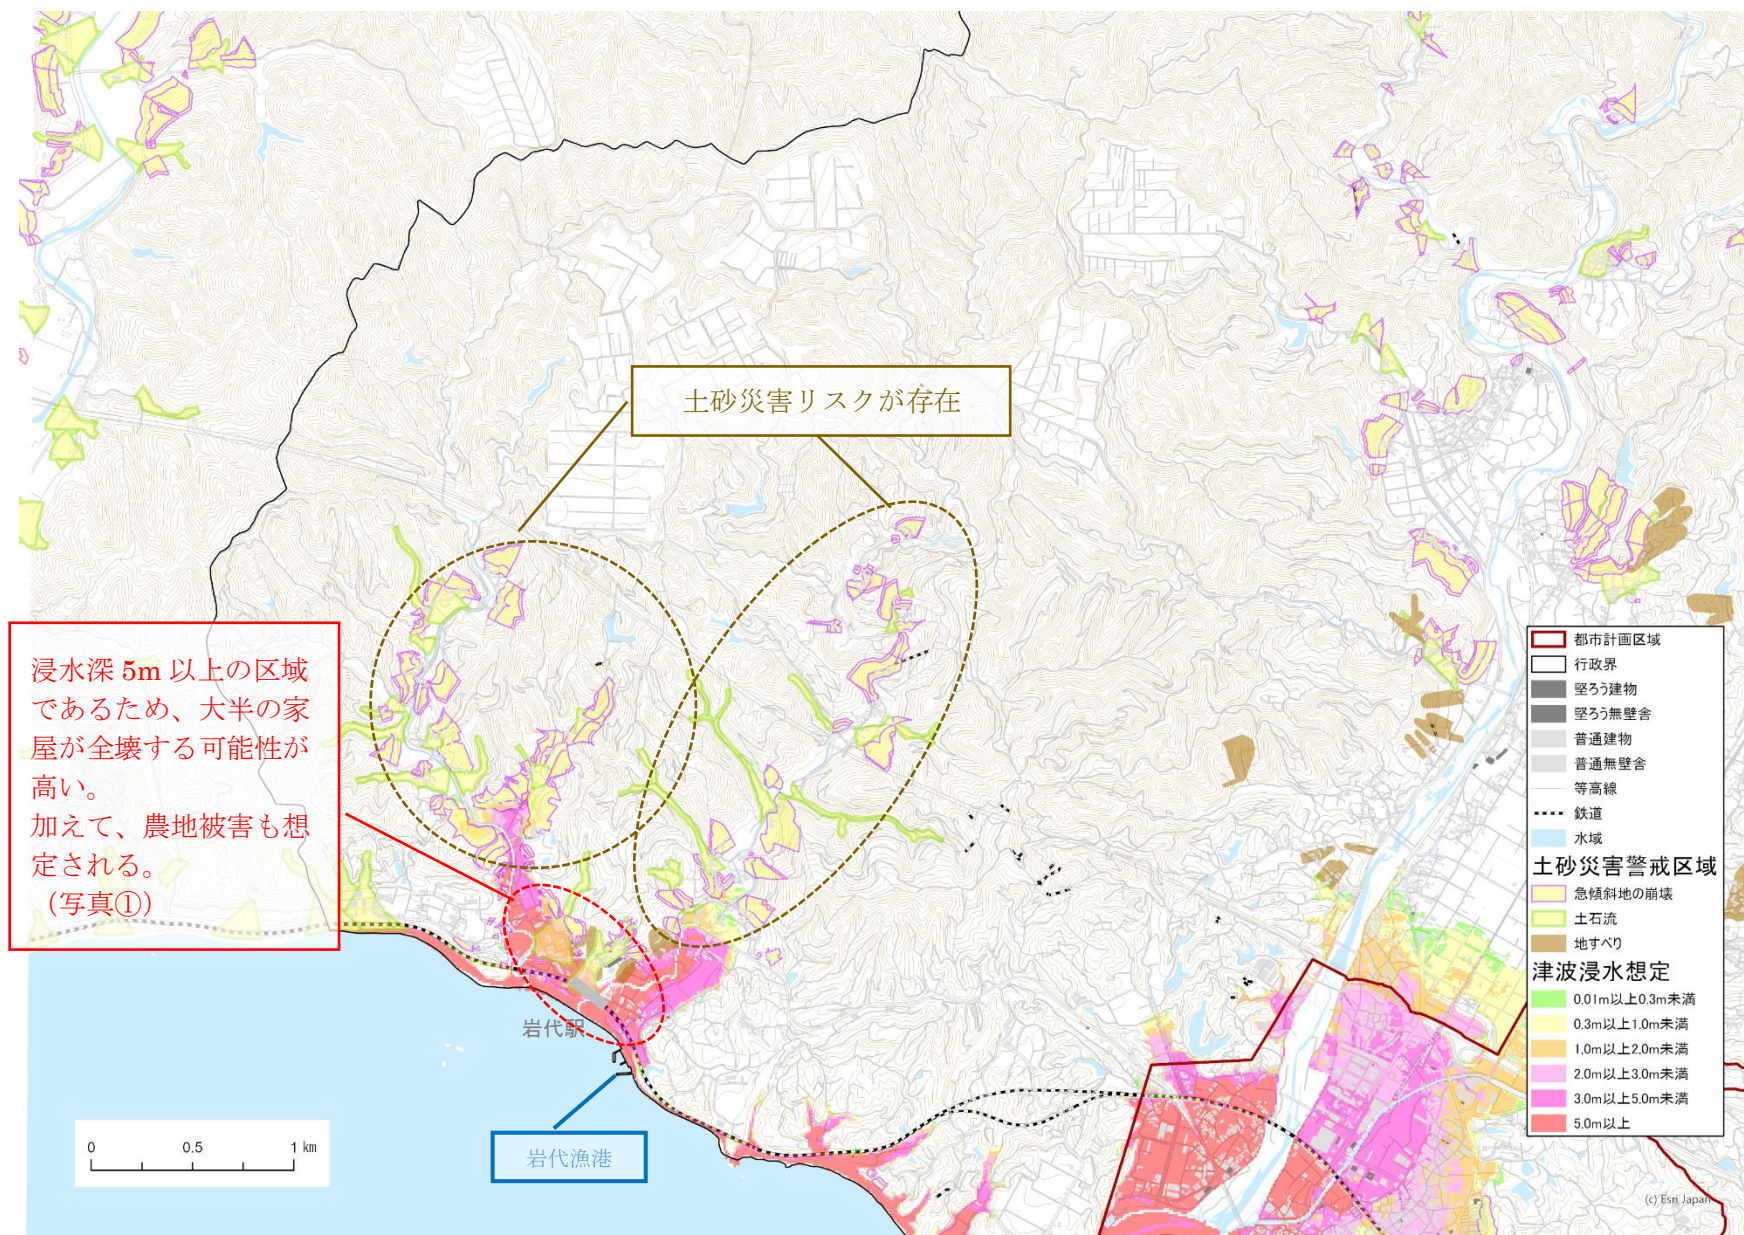 土砂災害リスクが存在
浸水深 5m 以上の区域
であるため、大半の家
屋が全壊する可能性が
高い。
加えて、農地被害も想
定される。
（写真①）
岩代駅
岩代漁港
0 0.5 1 km
都市計画区域
行政界
堅ろう建物
堅ろう無壁舎
普通建物
普通無壁舎
等高線
鉄道
水域
土砂災害警戒区域
急傾斜地の崩壊
土石流
地すべり
津波浸水想定
0.01m以上0.3m未満
0.3m以上1.0m未満
1.0m以上2.0m未満
2.0m以上3.0m未満
3.0m以上5.0m未満
5.0m以上
(c) Esri Japan